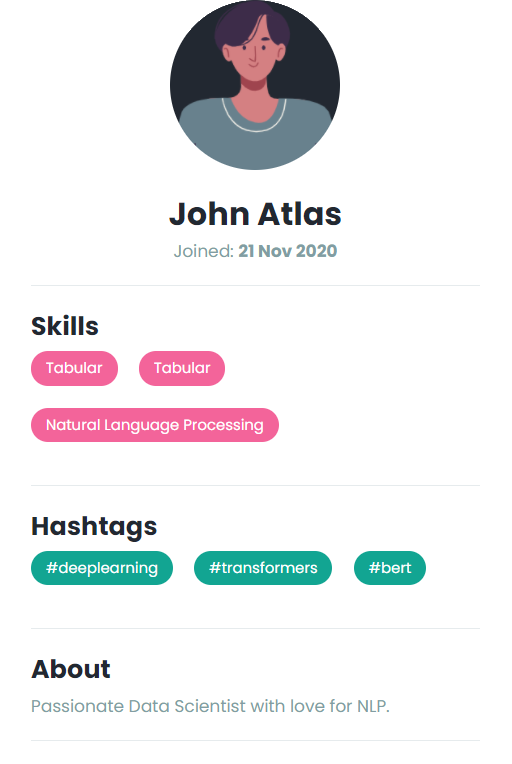 John Atlas
Joined: 21 Nov 2020
Skills
Tabular Tabular
Natural Language Processing
Hashtags
#deeplearning #transformers #bert
About
Passionate Data Scientist with love for NLP.